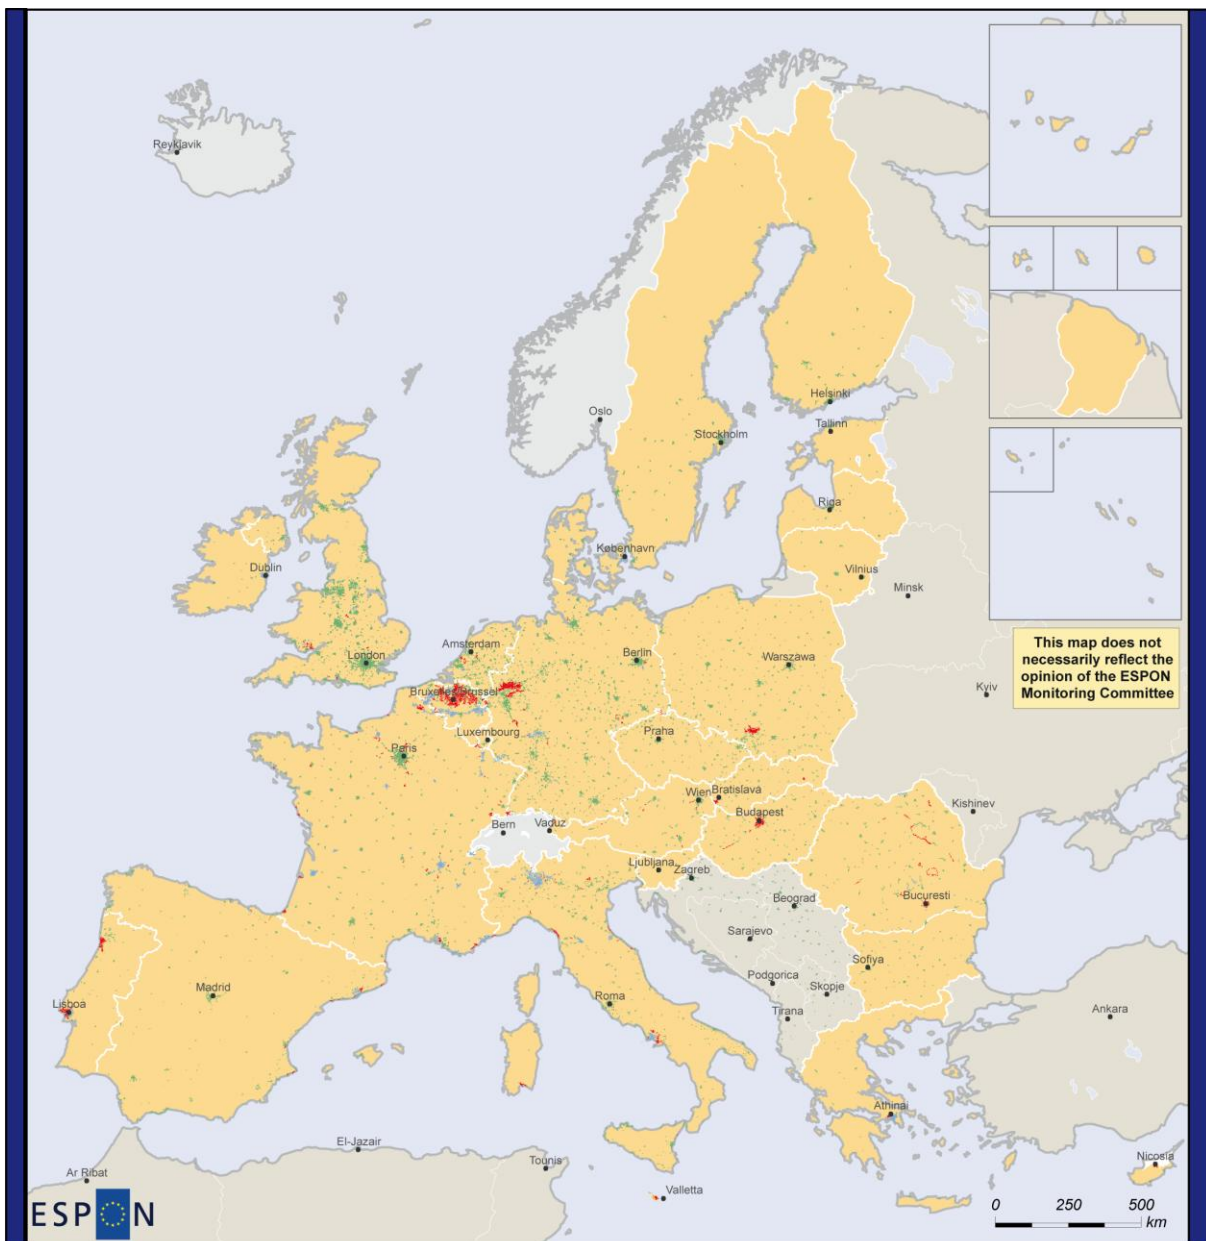 Reykjavik
Oslo
Helsinki
Tallinn
Stockholm
Riga
København
Vilnius
Dublin
Minsk
Amsterdam
London
Berlin
Warszawa
This map does not
necessarily reflect the
opinion of the ESPON
Monitoring Committee
Bruxelles/Brussel
Kyiv
Luxembourg
Praha
Paris
Wien
Bratislava
Budapest
Kishinev
Bern
Vaduz
Ljubljana
Zagreb
Bucuresti
Beograd
Sarajevo
Sofiya
Podgorica
Madrid
Skopje
Roma
Lisboa
Tirana
Ankara
Athinai
El-Jazair
Nicosia
Tounis
Ar Ribat
Valletta
ESPON
0 250 500
km